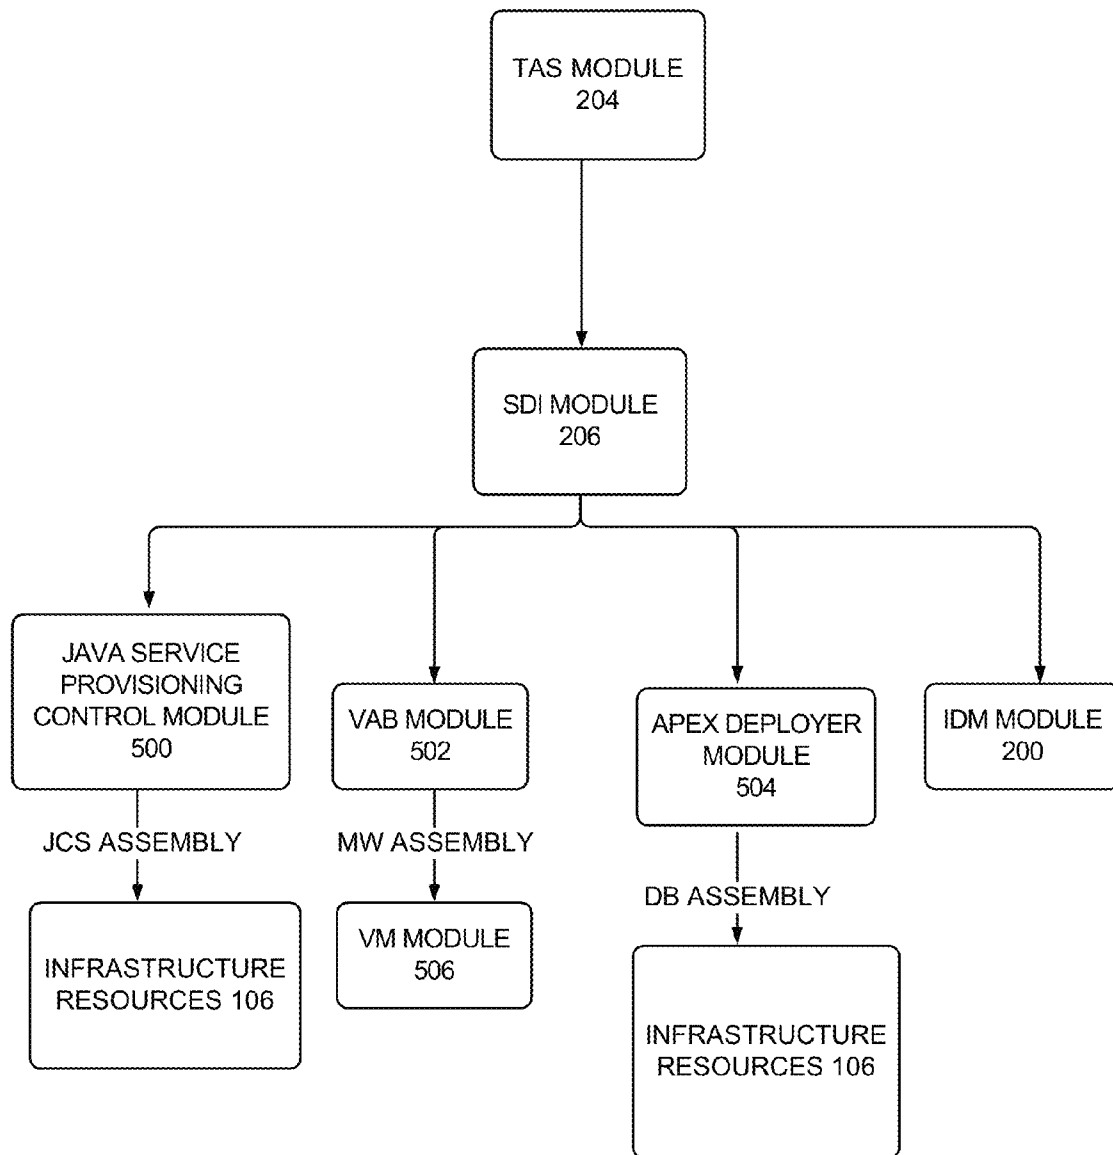 TAS MODULE
204
SDI MODULE
206
JAVA SERVICE
PROVISIONING
CONTROL MODULE
500
VAB MODULE
502
APEX DEPLOYER
MODULE
504
IDM MODULE
200
JCS ASSEMBLY
MW ASSEMBLY
DB ASSEMBLY
INFRASTRUCTURE
RESOURCES 106
VM MODULE
506
INFRASTRUCTURE
RESOURCES 106